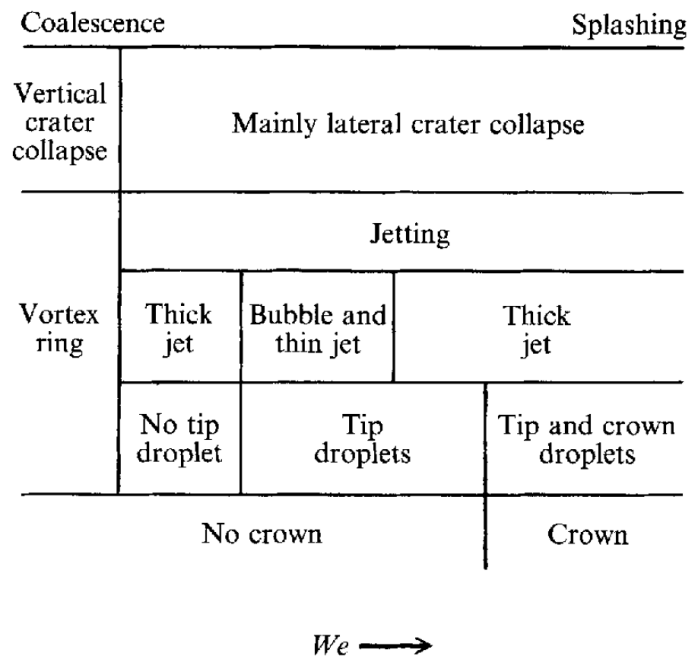 Coalescence Splashing
Vertical
crater
collapse
Mainly lateral crater collapse
Jetting
Vortex
ring
Thick
jet
Bubble and
thin jet
Thick
jet
No tip
droplet
Tip
droplets
Tip and crown
droplets
No crown
Crown
We ⟶